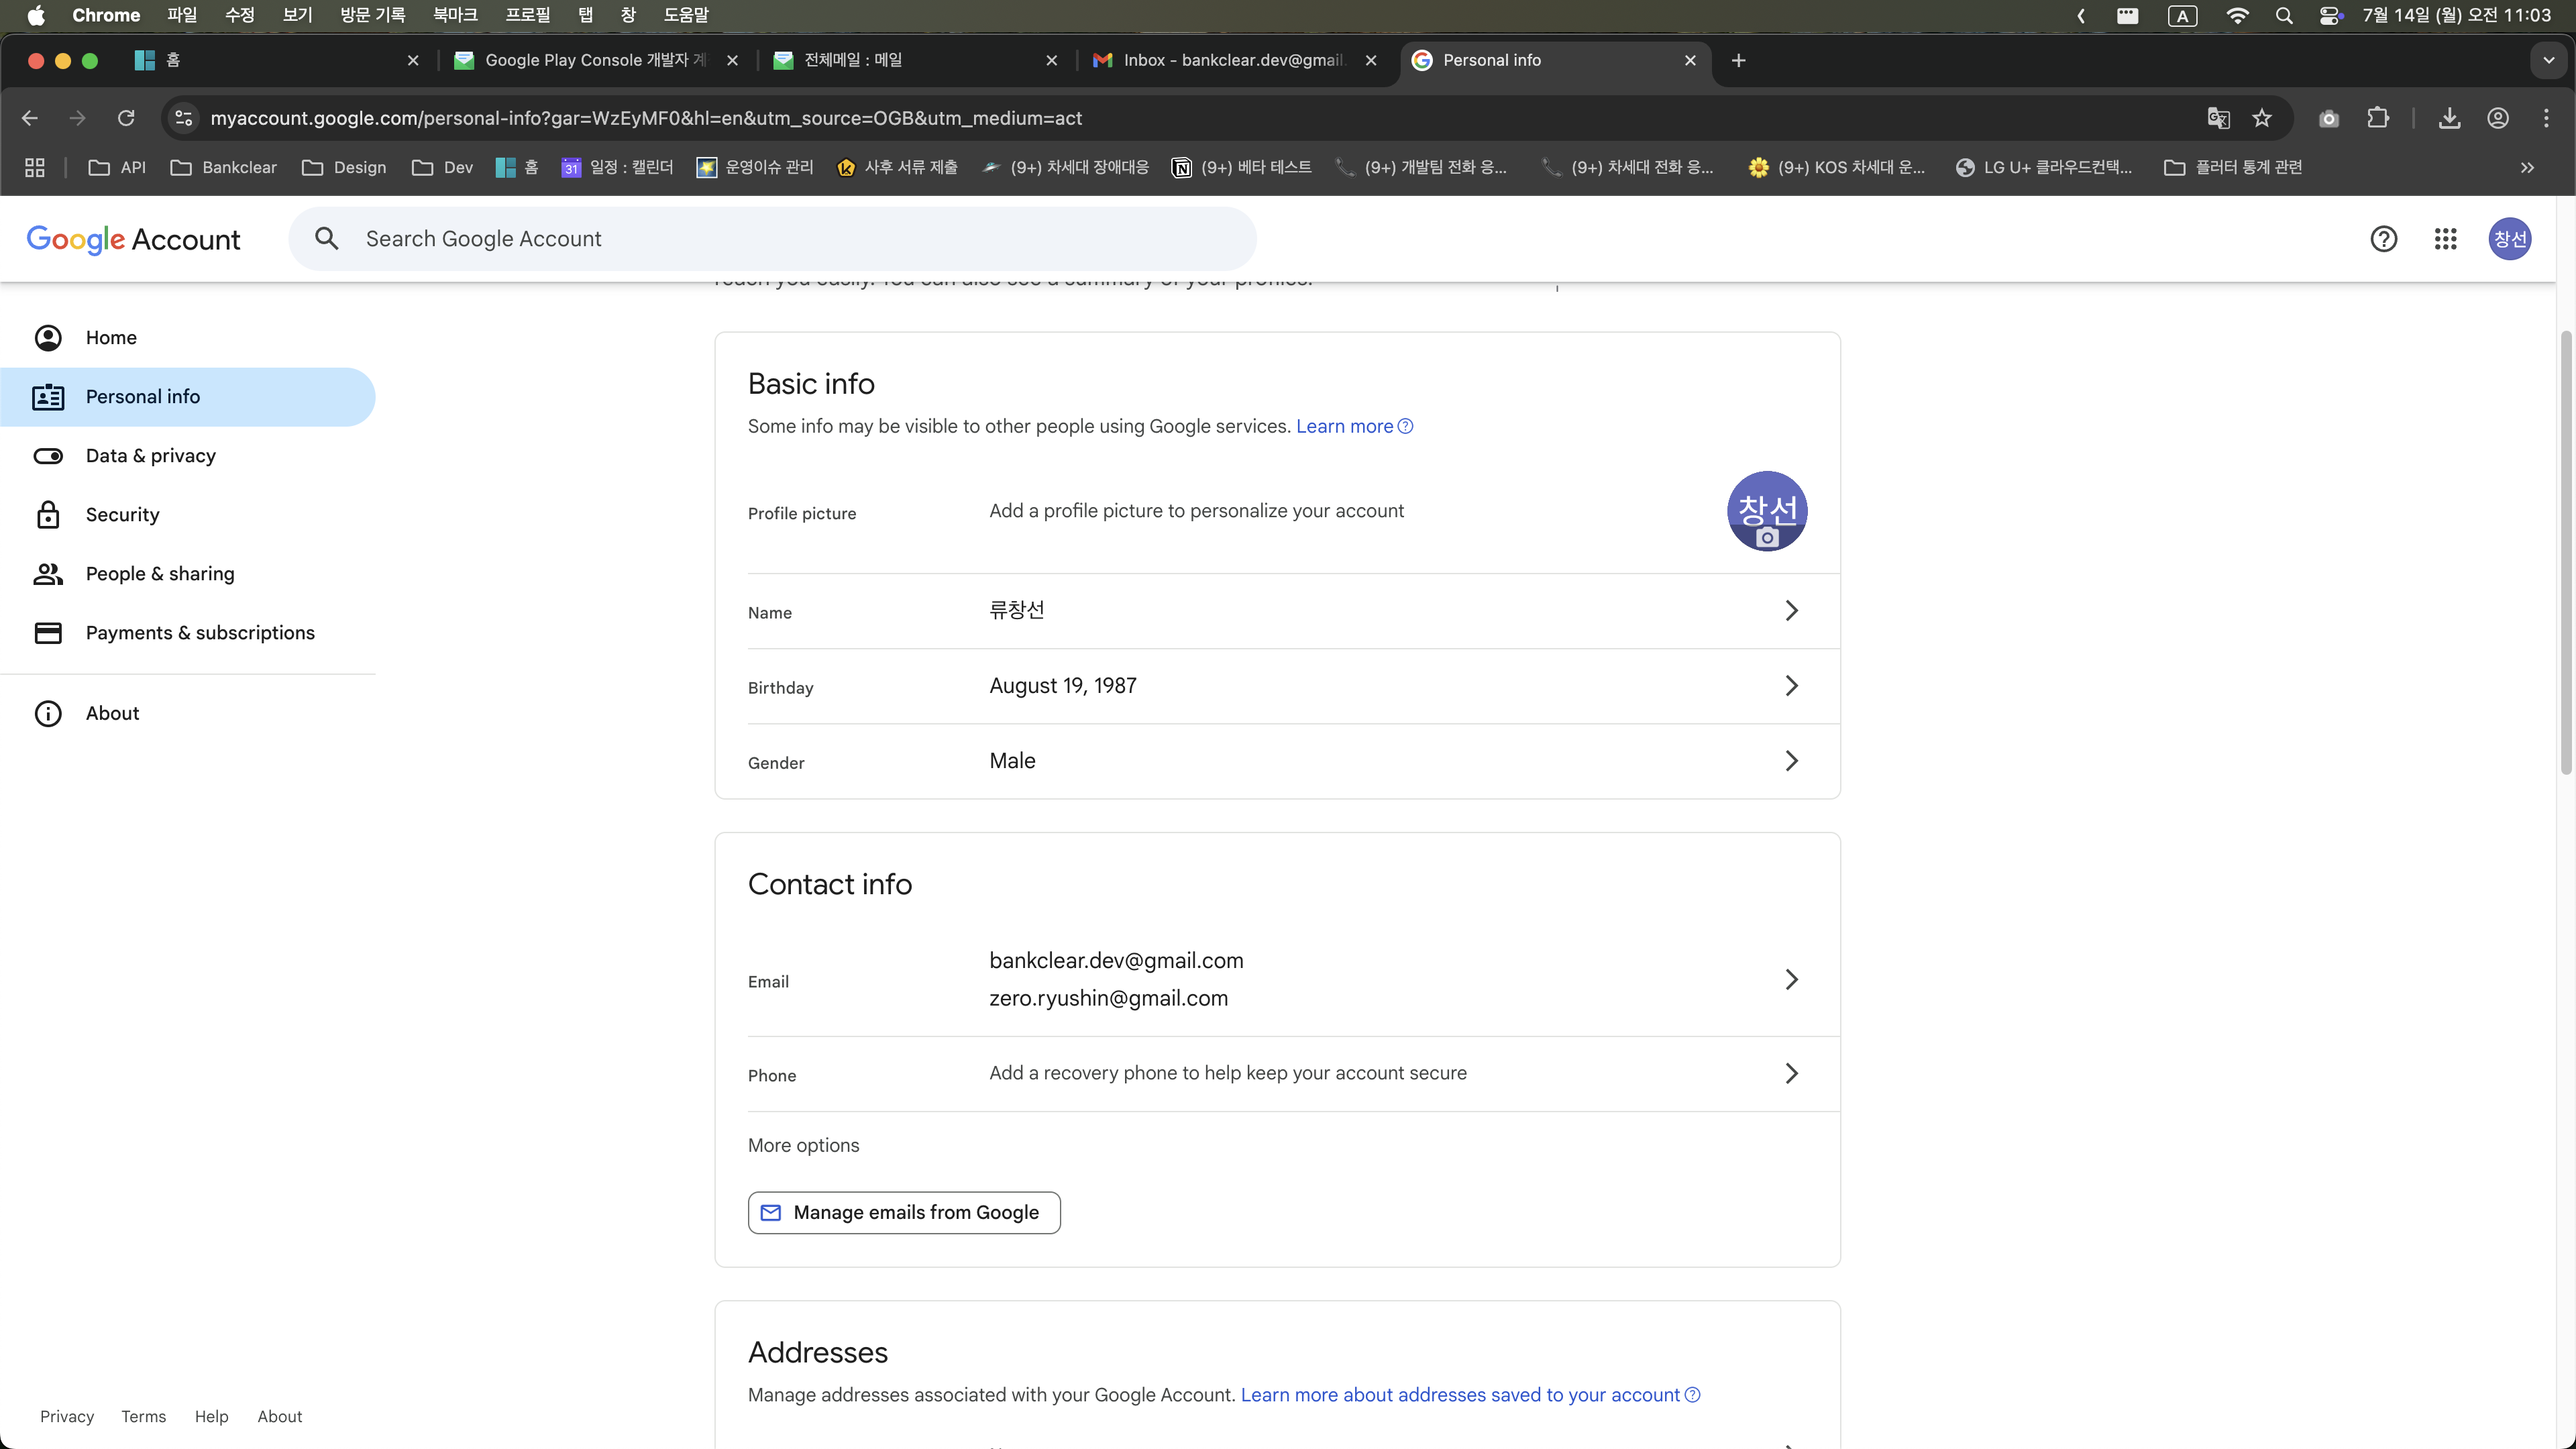 Chrome 파일 수정 보기 방문 기록 북마크 프로필 탭 창 도움말
A
7월 14일 (월) 오전 11:03
홈
Google Play Console 개발자 계
전체메일 : 메일
Inbox - bankclear.dev@gmail.
Personal info
myaccount.google.com/personal-info?gar=WzEyMF0&hl=en&utm_source=OGB&utm_medium=act
API Bankclear Design Dev 홈 31 일정 : 캘린더 운영이슈 관리 사후 서류 제출 (9+) 차세대 장애대응 (9+) 베타 테스트 (9+) 개발팀 전화 응... (9+) 차세대 전화 응... (9+) KOS 차세대 운... LG U+ 클라우드컨택... 플러터 통계 관련
Google Account
Search Google Account
창선
reach you easily. You can also see a summary of your profiles.
Home
Personal info
Data & privacy
Security
People & sharing
Payments & subscriptions
About
Basic info
Some info may be visible to other people using Google services. Learn more
Profile picture
Add a profile picture to personalize your account
창선
Name
류창선
Birthday
August 19, 1987
Gender
Male
Contact info
Email
bankclear.dev@gmail.com
zero.ryushin@gmail.com
Phone
Add a recovery phone to help keep your account secure
More options
Manage emails from Google
Addresses
Manage addresses associated with your Google Account. Learn more about addresses saved to your account
Privacy Terms Help About